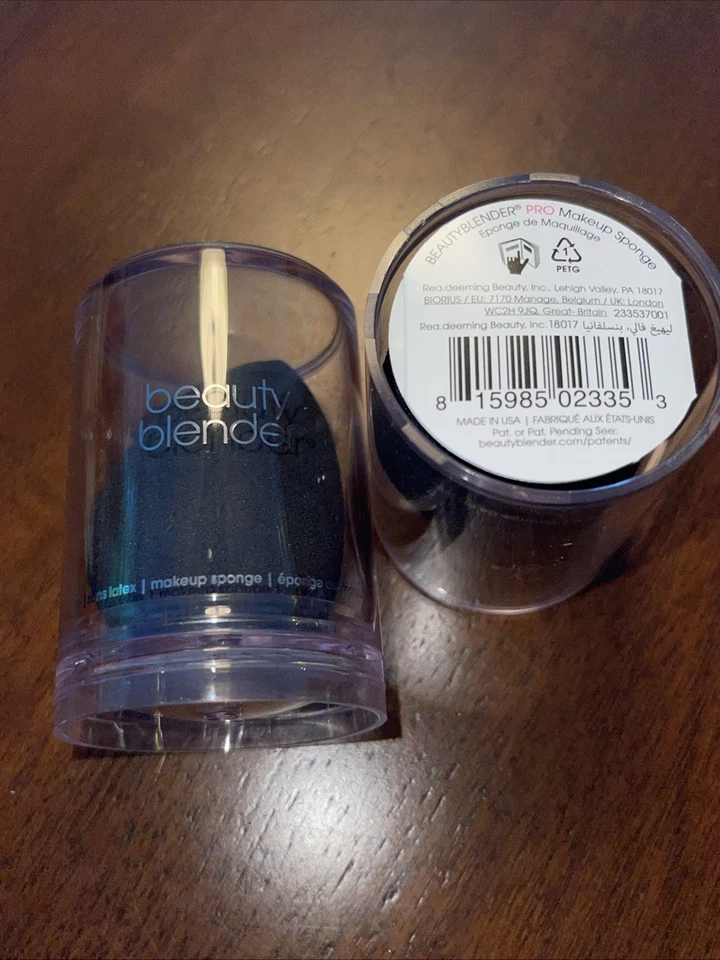 beauty
blender
ns latex | makeup sponge | éponge
BEAUTYBLENDER® PRO Makeup Sponge
Eponge de Maquillage
1
PETG
Rea.deeming Beauty, Inc., Lehigh Valley, PA 18017
BIORIUS / EU: 7170 Manage, Belgium / UK: London
WC2H 9JQ, Great- Britain 233537001
Rea.deeming Beauty, Inc. 18017 ليهيغ فالي، بنسلفانيا
8 15985 02335 3
MADE IN USA | FABRIQUÉ AUX ÉTATS-UNIS
Pat. or Pat. Pending See:
beautyblender.com/patents/